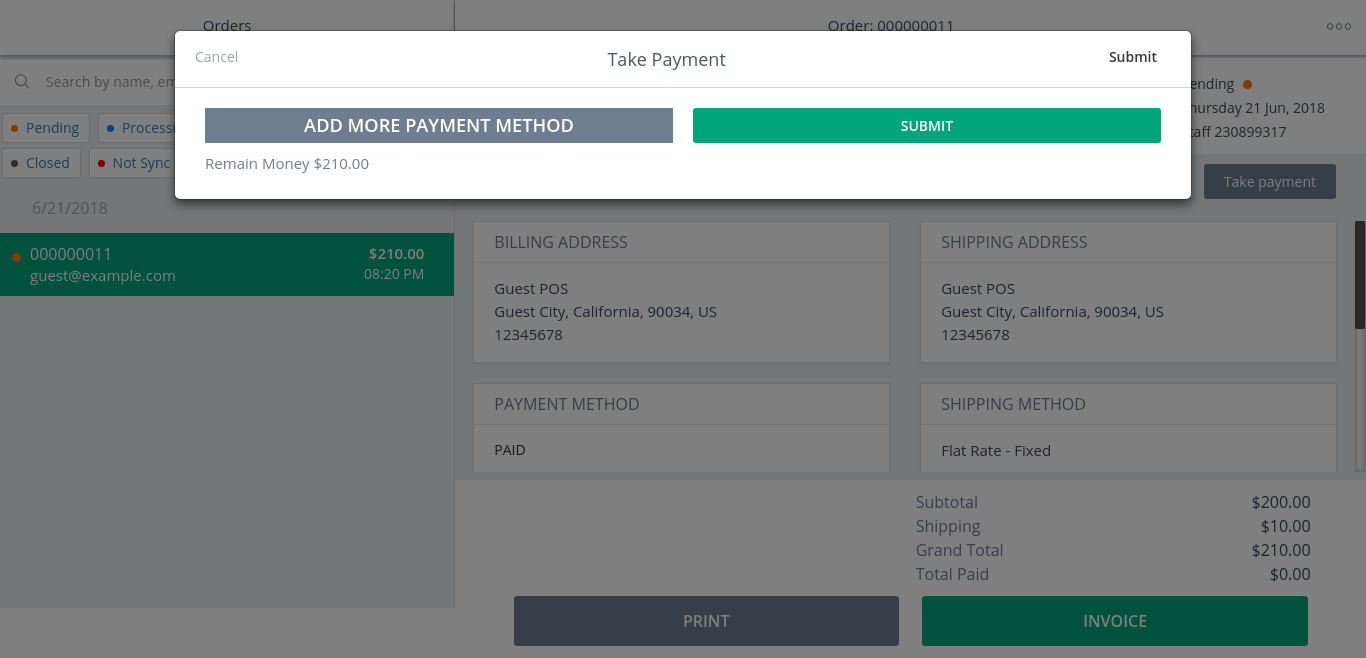 Orders
Order: 000000011
Cancel
Take Payment
Submit
ADD MORE PAYMENT METHOD
SUBMIT
Remain Money $210.00
Search by name, em
ending
hursday 21 Jun, 2018
taff 230899317
Pending
Processi
Closed
Not Sync
Take payment
6/21/2018
000000011
$210.00
guest@example.com
08:20 PM
BILLING ADDRESS
Guest POS
Guest City, California, 90034, US
12345678
SHIPPING ADDRESS
Guest POS
Guest City, California, 90034, US
12345678
PAYMENT METHOD
PAID
SHIPPING METHOD
Flat Rate - Fixed
Subtotal $200.00
Shipping $10.00
Grand Total $210.00
Total Paid $0.00
PRINT
INVOICE